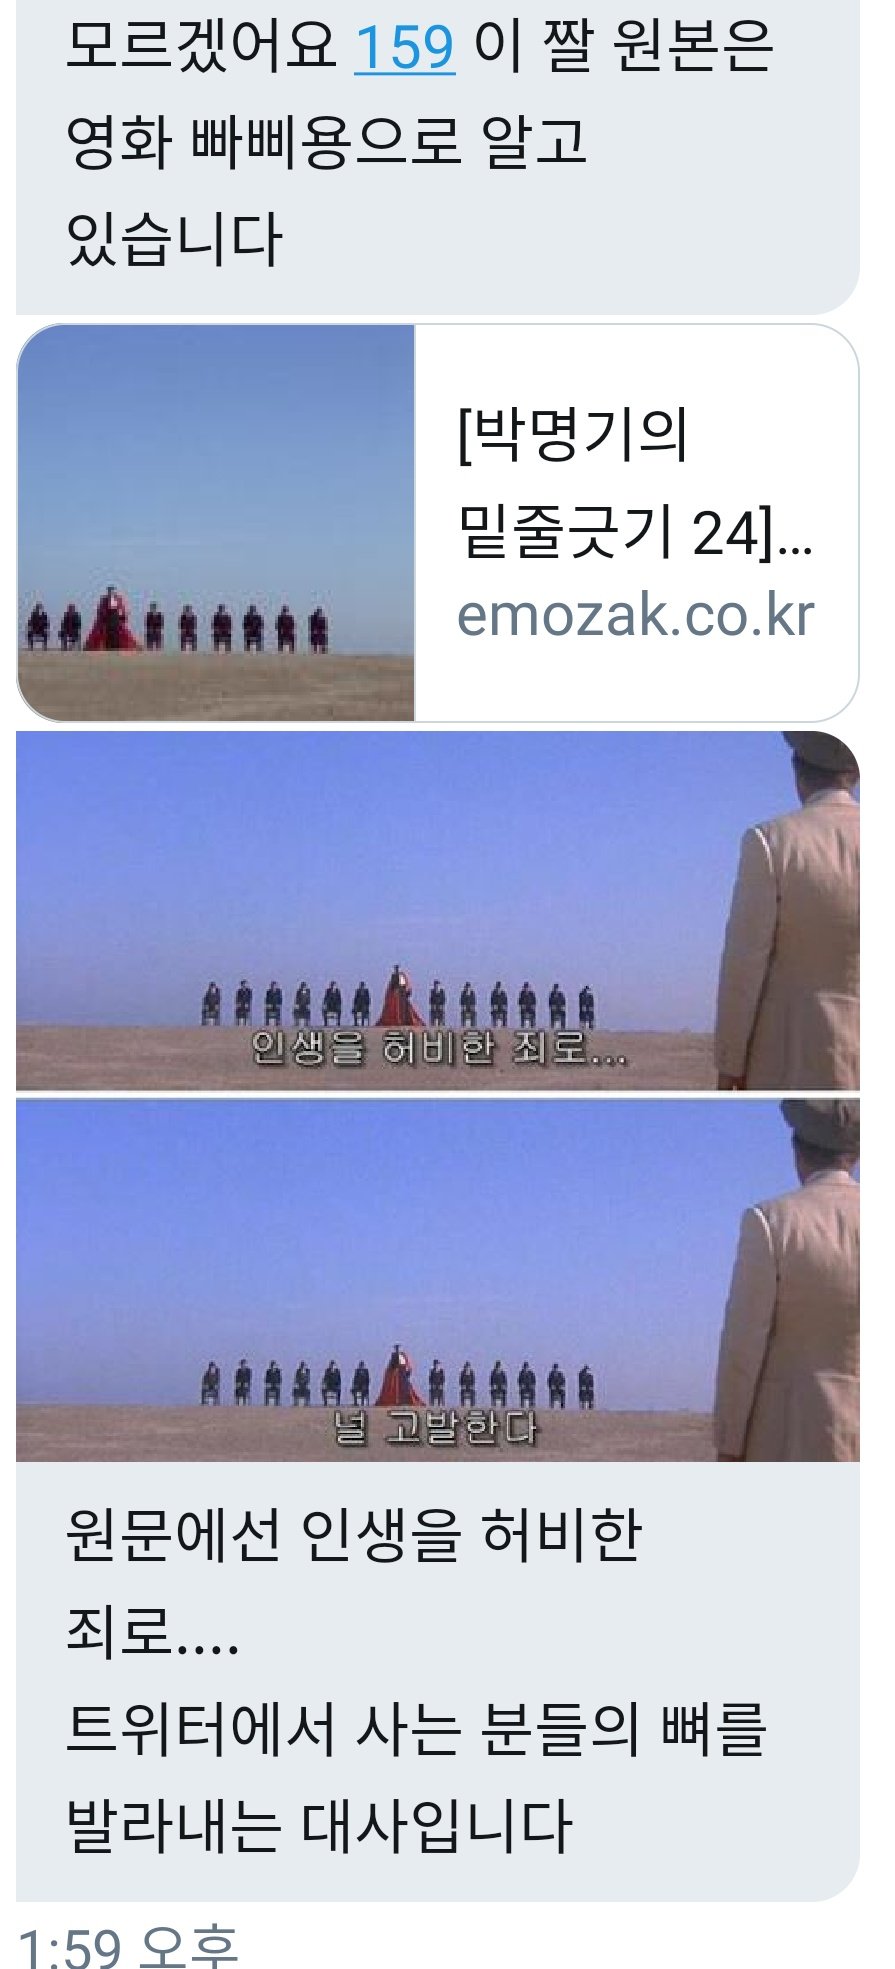 모르겠어요 159 이 짤 원본은
영화 빠삐용으로 알고
있습니다
[박명기의
밑줄긋기 24]...
emozak.co.kr
인생을 허비한 죄로...
널 고발한다
원문에선 인생을 허비한
죄로....
트위터에서 사는 분들의 뼈를
발라내는 대사입니다
1:59 오후